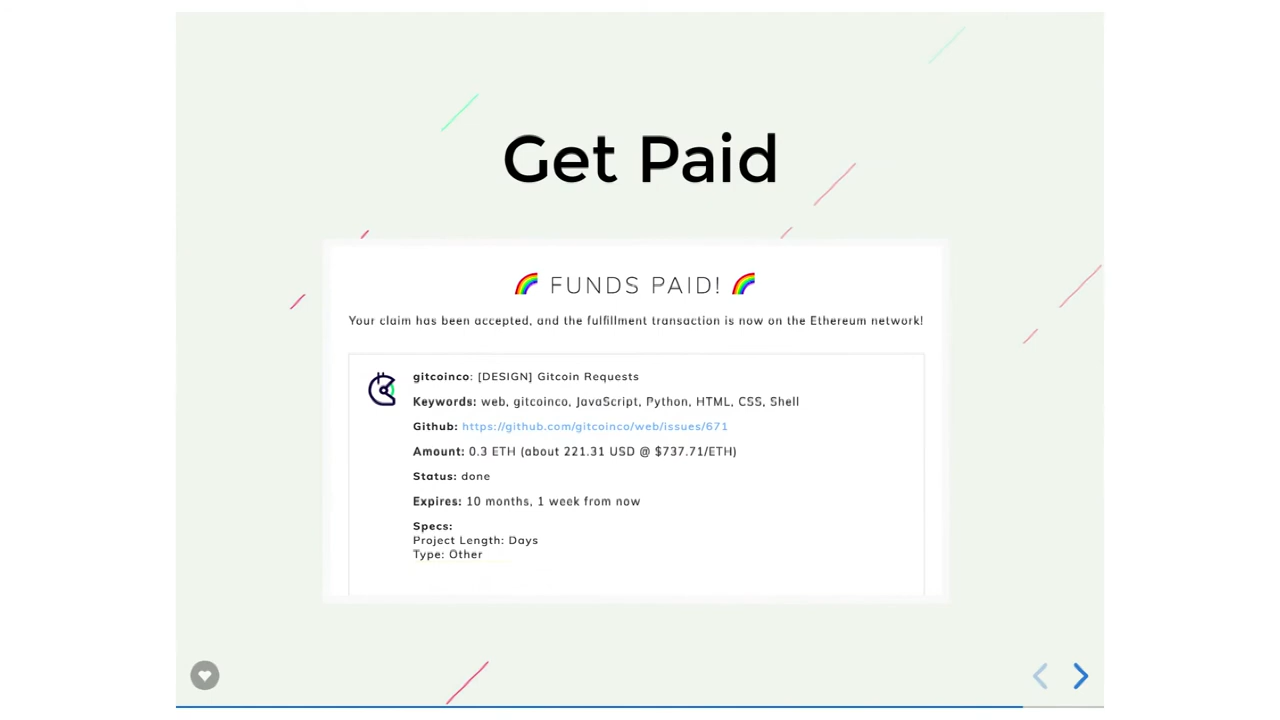 Get Paid
🌈 FUNDS PAID! 🌈
Your claim has been accepted, and the fulfillment transaction is now on the Ethereum network!
gitcoinco: [DESIGN] Gitcoin Requests
Keywords: web, gitcoinco, JavaScript, Python, HTML, CSS, Shell
Github: https://github.com/gitcoinco/web/issues/671
Amount: 0.3 ETH (about 221.31 USD @ $737.71/ETH)
Status: done
Expires: 10 months, 1 week from now
Specs:
Project Length: Days
Type: Other